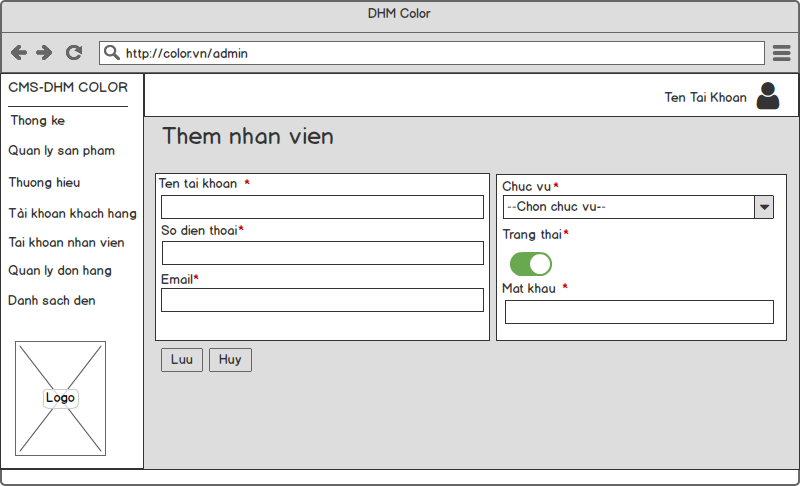 DHM Color
http://color.vn/admin
CMS-DHM COLOR
Thong ke
Quan ly san pham
Thuong hieu
Tài khoan khach hang
Tai khoan nhan vien
Quan ly don hang
Danh sach den
Logo
Ten Tai Khoan
Them nhan vien
Ten tai khoan *
So dien thoai*
Email*
Chuc vu*
--Chon chuc vu--
Trang thai*
Mat khau *
Luu
Huy